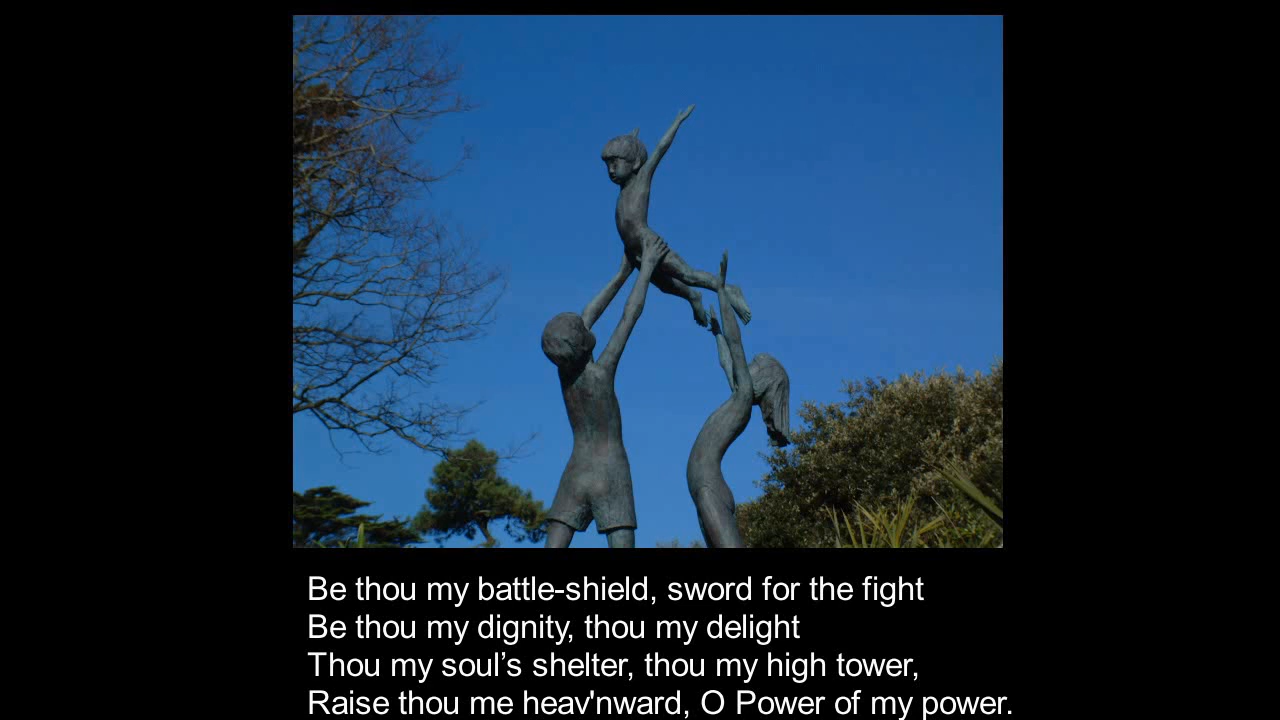 Be thou my battle-shield, sword for the fight
Be thou my dignity, thou my delight
Thou my soul’s shelter, thou my high tower,
Raise thou me heav'nward, O Power of my power.